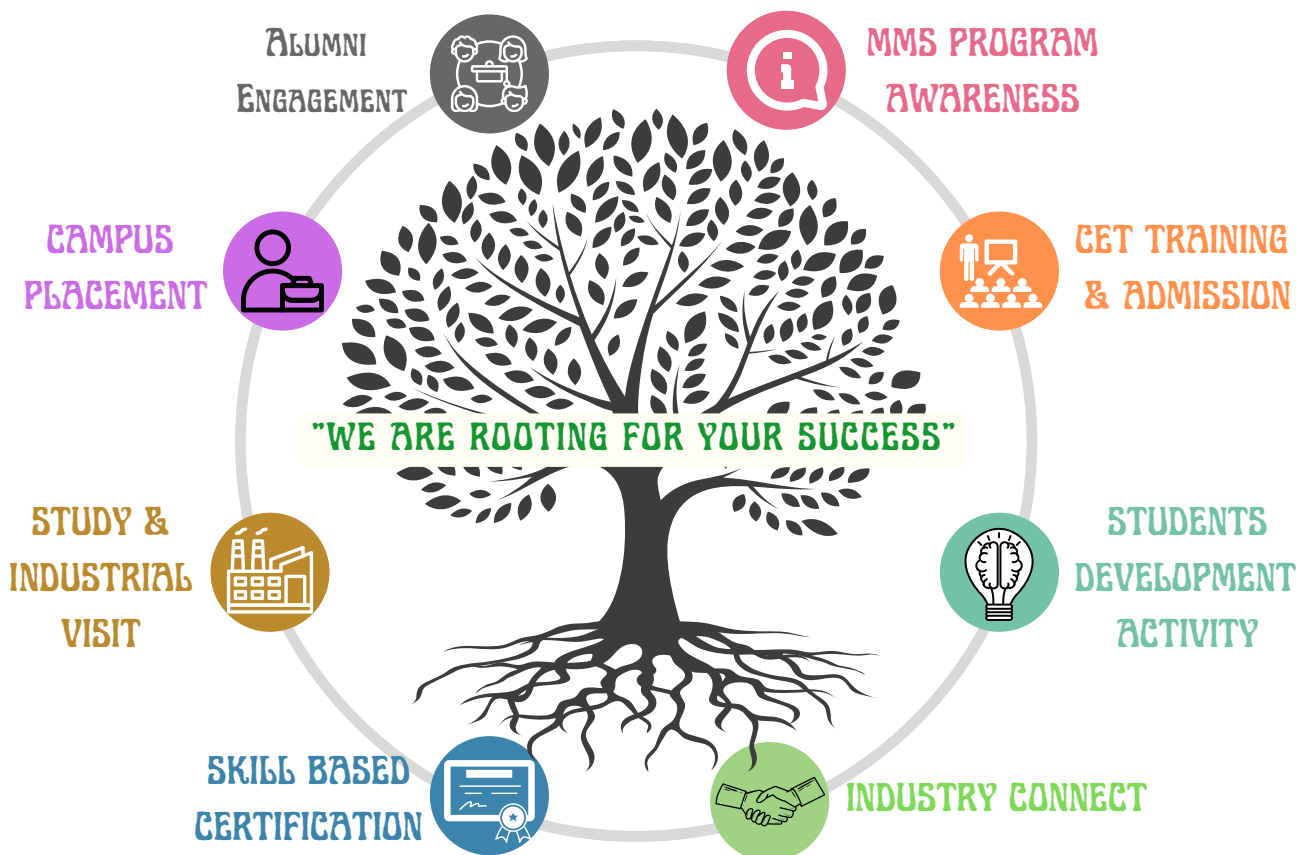 ALUMNI
ENGAGEMENT
MMS PROGRAM
AWARENESS
CAMPUS
PLACEMENT
CET TRAINING
& ADMISSION
"WE ARE ROOTING FOR YOUR SUCCESS"
STUDY &
INDUSTRIAL
VISIT
STUDENTS
DEVELOPMENT
ACTIVITY
SKILL BASED
CERTIFICATION
INDUSTRY CONNECT